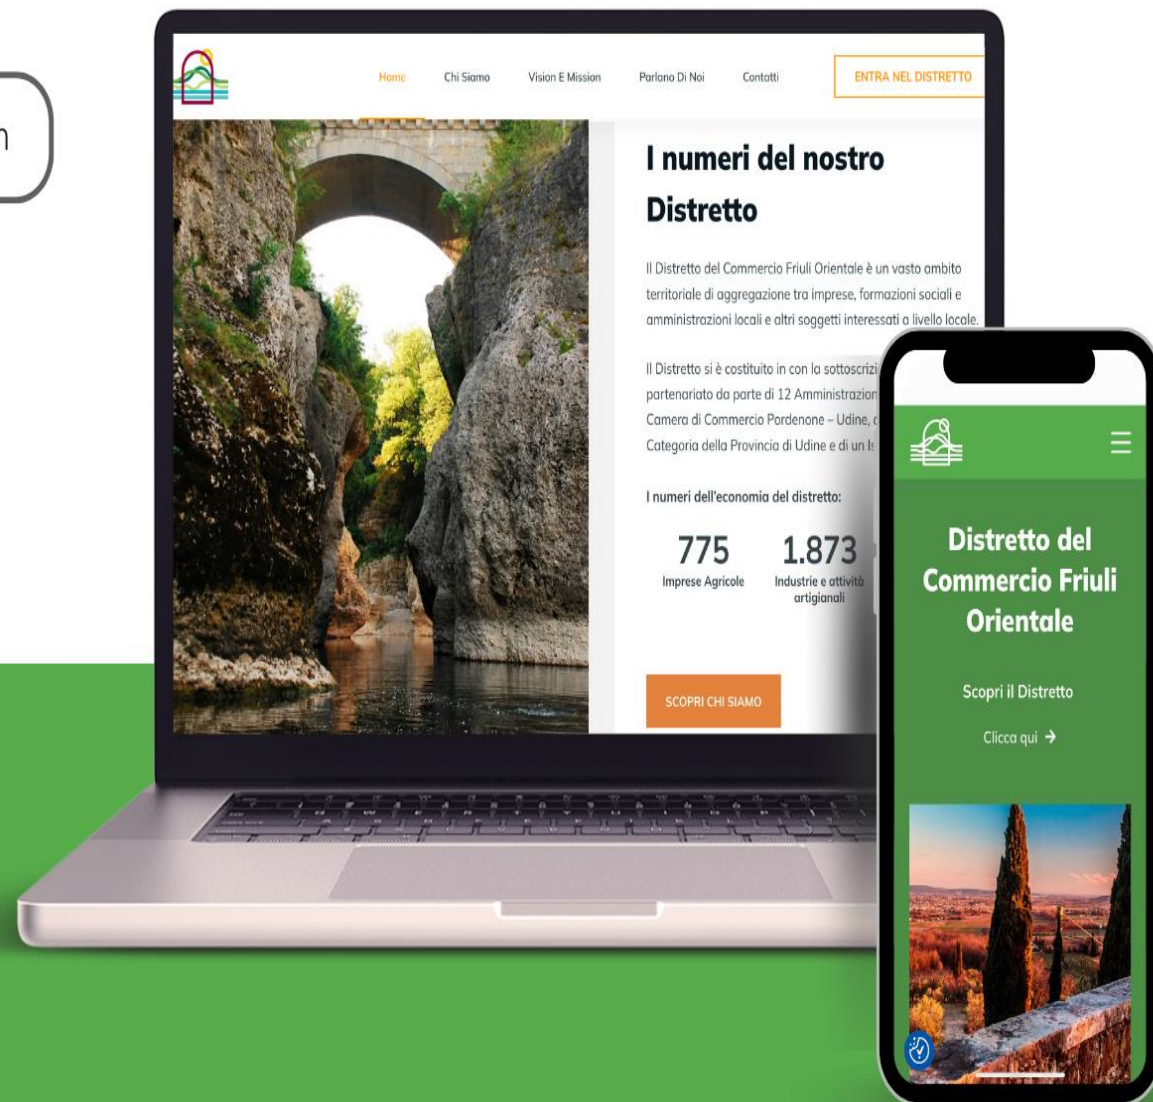 Home
Chi Siamo
Vision E Mission
Parlano Di Noi
Contatti
ENTRA NEL DISTRETTO
I numeri del nostro
Distretto
Il Distretto del Commercio Friuli Orientale è un vasto ambito
territoriale di aggregazione tra imprese, formazioni sociali e
amministrazioni locali e altri soggetti interessati a livello locale.
Il Distretto si è costituito in con la
partenariato da parte di 12
Camera di Commercio Pordenone – Udine,
Categoria della Provincia di Udine e di un
I numeri dell'economia del distretto:
775
Imprese Agricole
1.873
Industrie e attività
artigianali
SCOPRI CHI SIAMO
Distretto del
Commercio Friuli
Orientale
Scopri il Distretto
Clicca qui →